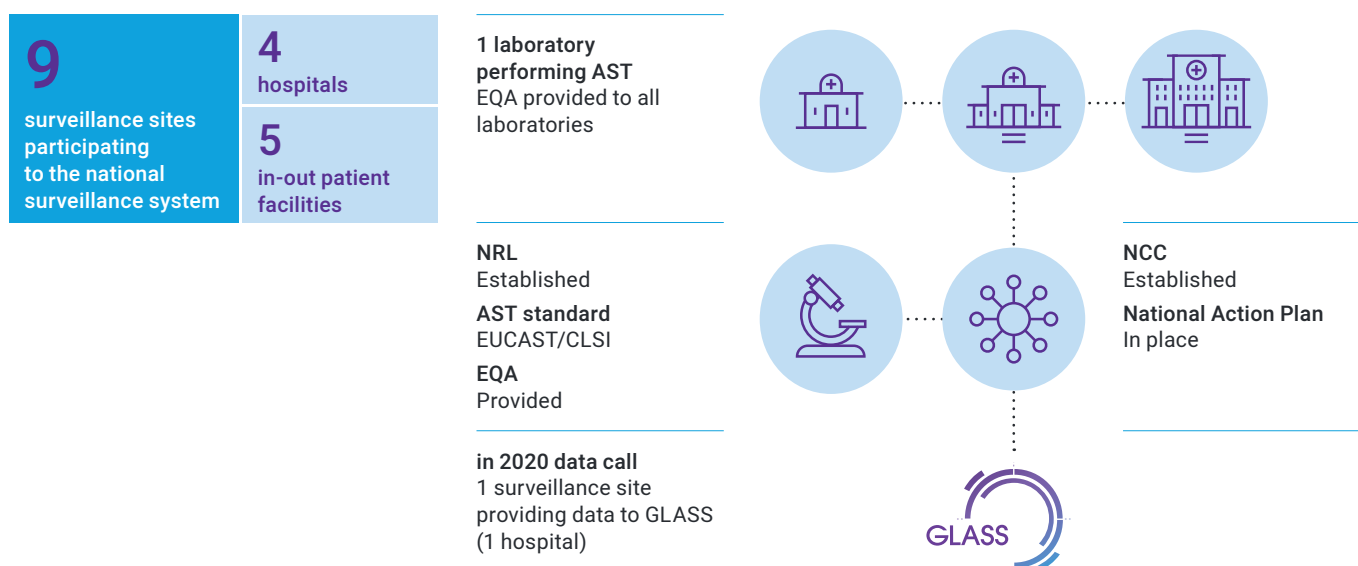 9
surveillance sites
participating
to the national
surveillance system
4
hospitals
5
in-out patient
facilities
1 laboratory
performing AST
EQA provided to all
laboratories
NRL
Established
AST standard
EUCAST/CLSI
EQA
Provided
NCC
Established
National Action Plan
In place
in 2020 data call
1 surveillance site
providing data to GLASS
(1 hospital)
GLASS